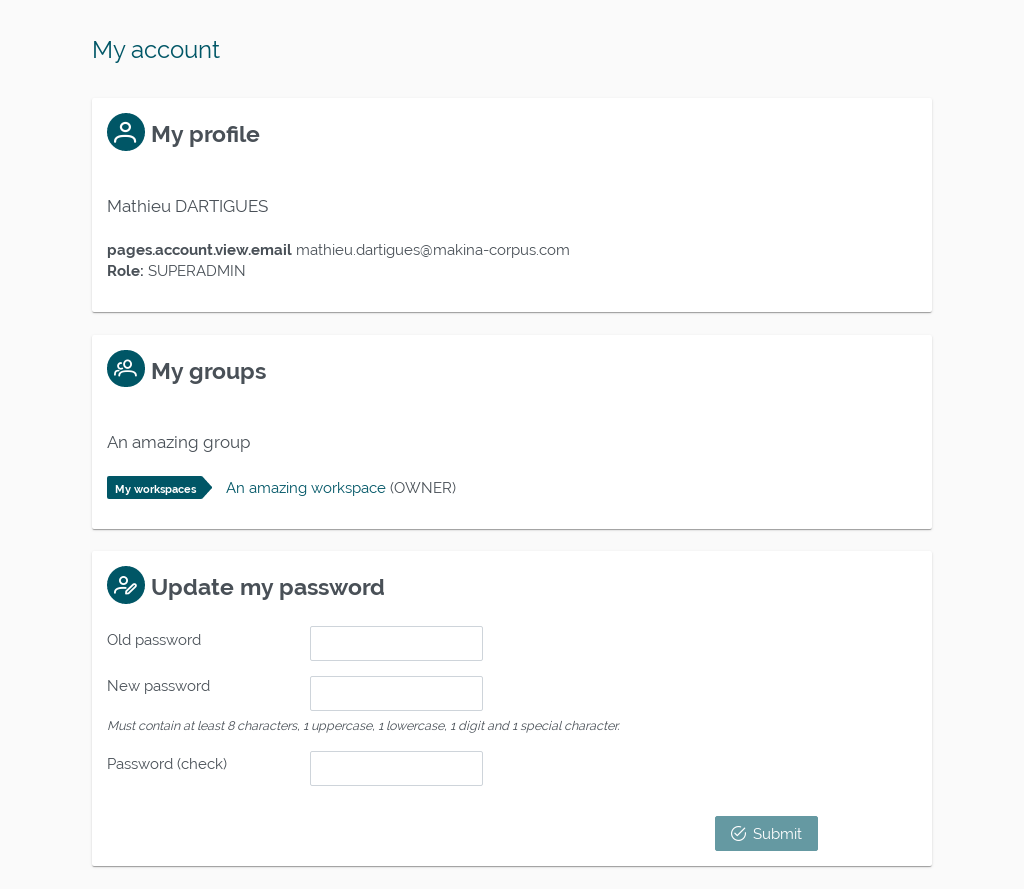 My account
My profile
Mathieu DARTIGUES
pages.account.view.email mathieu.dartigues@makina-corpus.com
Role: SUPERADMIN
My groups
An amazing group
My workspaces An amazing workspace (OWNER)
Update my password
Old password
New password
Must contain at least 8 characters, 1 uppercase, 1 lowercase, 1 digit and 1 special character.
Password (check)
Submit